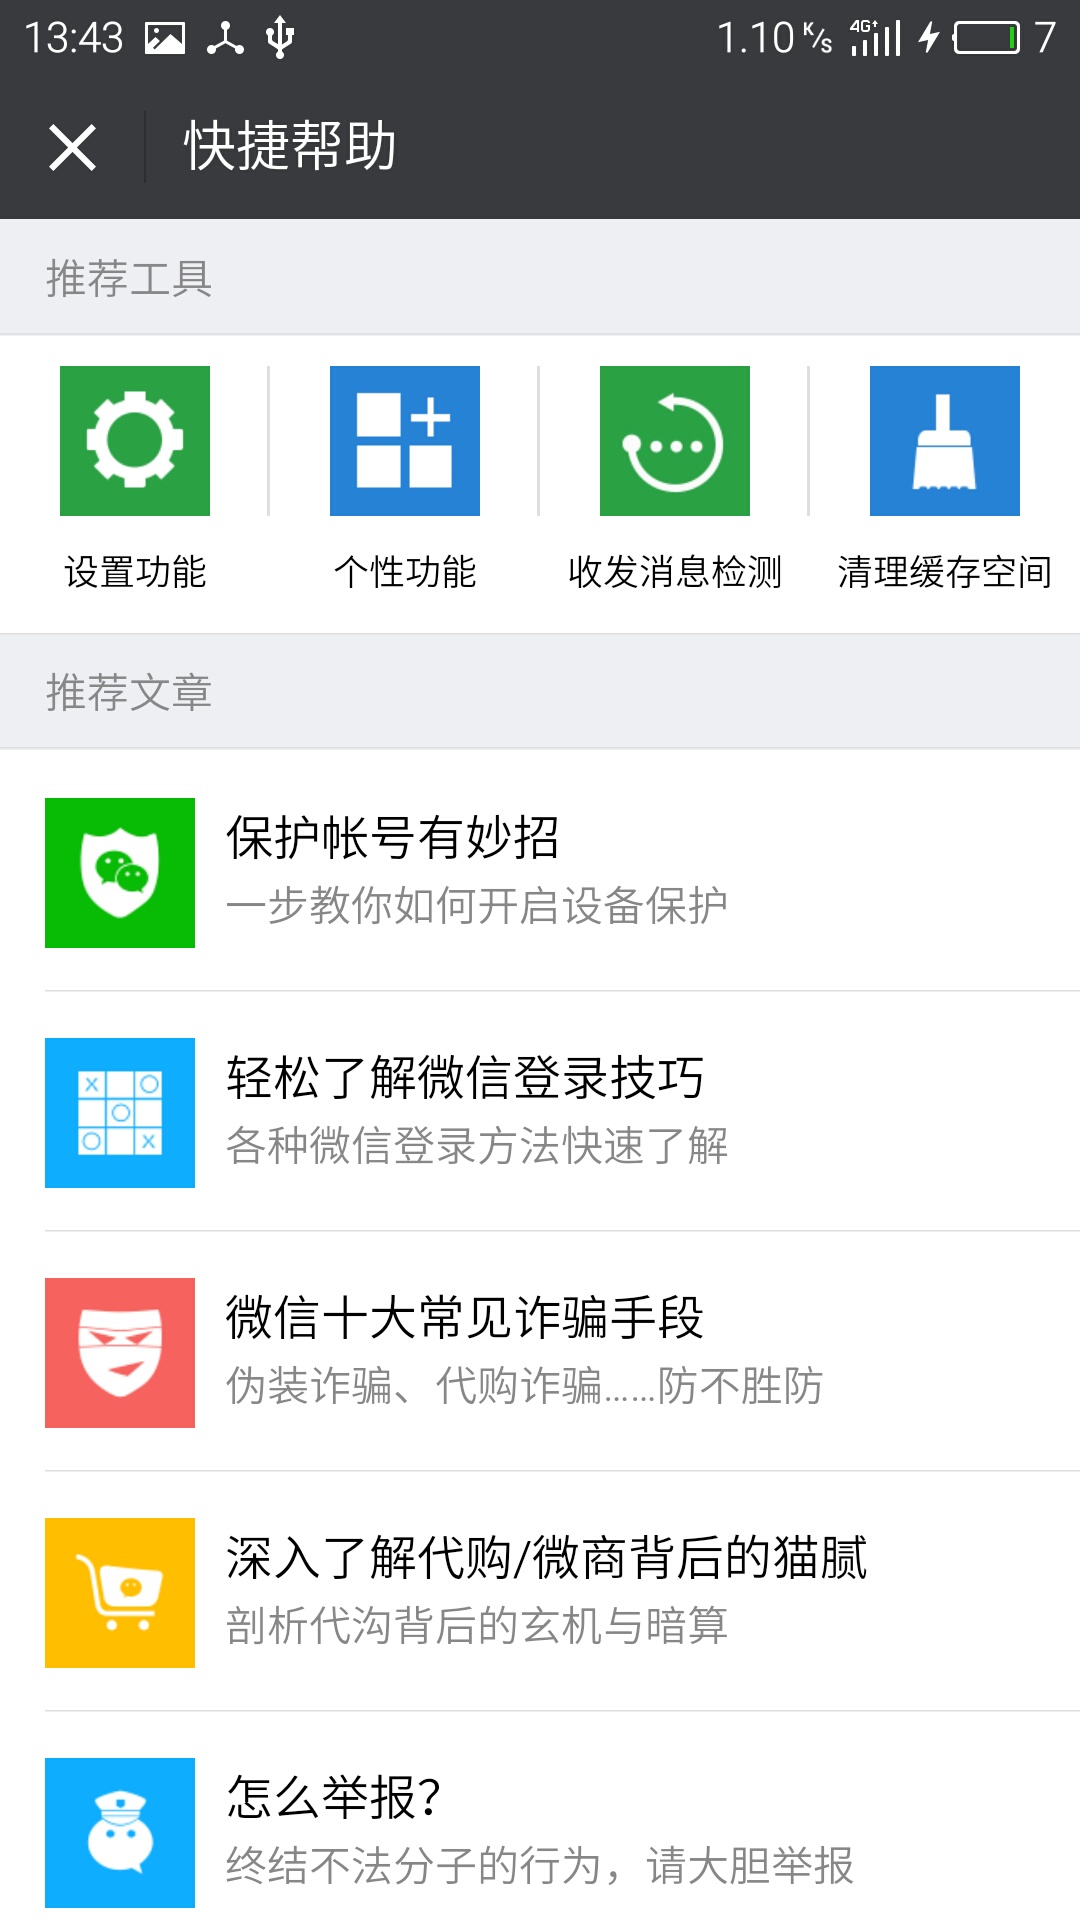 13:43
1.10 K/s 4G+ 7
快捷帮助
推荐工具
设置功能
个性功能
收发消息检测
清理缓存空间
推荐文章
保护帐号有妙招
一步教你如何开启设备保护
轻松了解微信登录技巧
各种微信登录方法快速了解
微信十大常见诈骗手段
伪装诈骗、代购诈骗……防不胜防
深入了解代购/微商背后的猫腻
剖析代沟背后的玄机与暗算
怎么举报?
终结不法分子的行为，请大胆举报